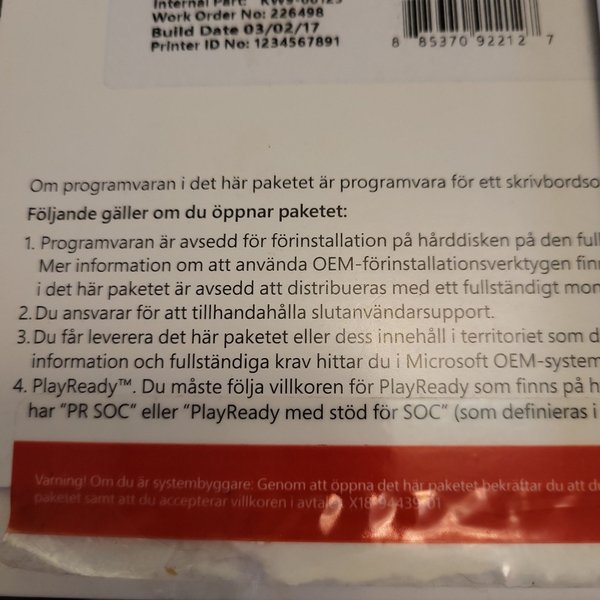 Internal Part:
Work Order No: 226498
Build Date 03/02/17
Printer ID No: 1234567891
8 85370 92212 7
Om programvaran i det här paketet är programvara för ett skrivbordso
Följande gäller om du öppnar paketet:
1. Programvaran är avsedd för förinstallation på hårddisken på den full
Mer information om att använda OEM-förinstallationsverktygen finn
i det här paketet är avsedd att distribueras med ett fullständigt mon
2. Du ansvarar för att tillhandahålla slutanvändarsupport.
3. Du får leverera det här paketet eller dess innehåll i territoriet som d
information och fullständiga krav hittar du i Microsoft OEM-system
4. PlayReady™. Du måste följa villkoren för PlayReady som finns på h
har "PR SOC" eller "PlayReady med stöd för SOC" (som definieras i
Varning! Om du är systembyggare: Genom att öppna det här paketet bekräftar du att du
paketet samt att du accepterar villkoren i avtalet. X18-94439-01